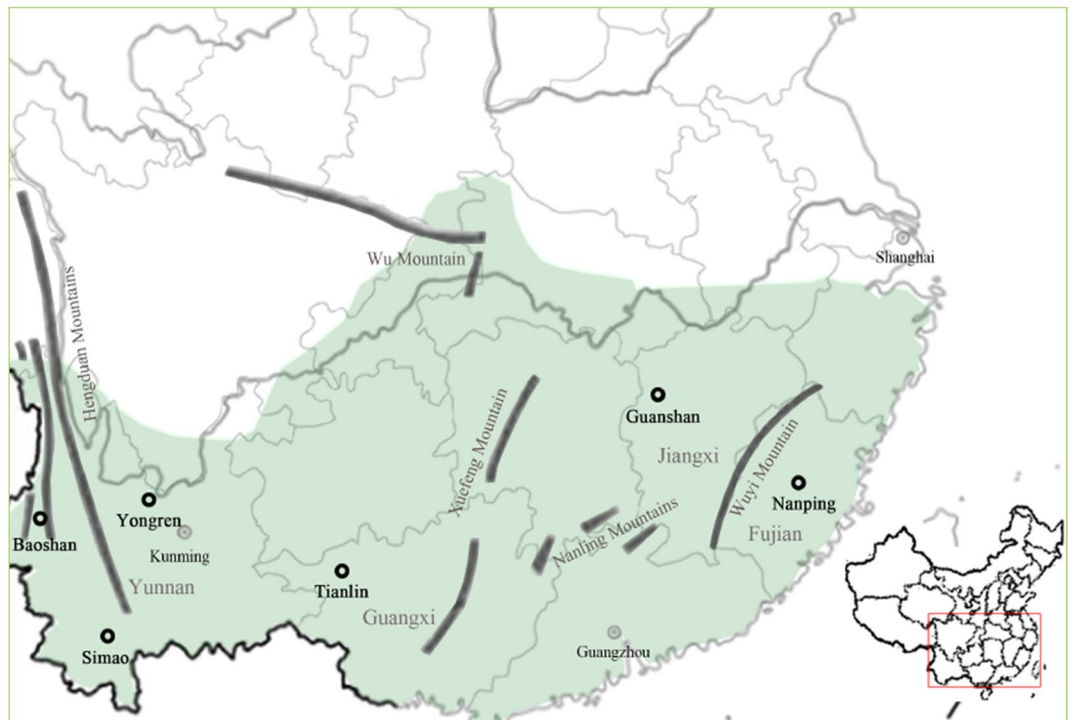 Shanghai
Wu Mountain
Hengduan Mountains
Guanshan
Xuefeng Mountain
Jiangxi
Wuyi Mountain
Nanping
Yongren
Nanling Mountains
Fujian
Baoshan
Kunming
Yunnan
Tianlin
Guangxi
Simao
Guangzhou